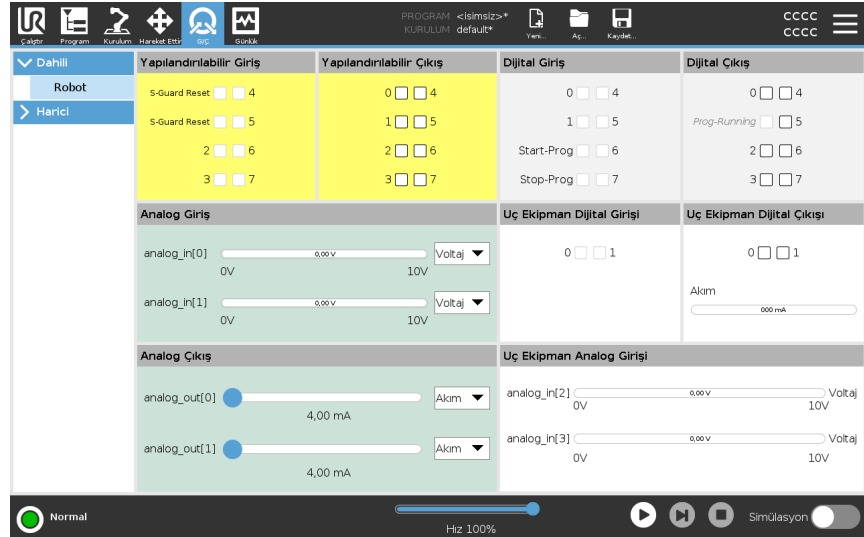 UR
PROGRAM <isimsiz>*
KURULUM default*
cccc
cccc
Çalıştır Program Kurulum Hareket Ettir G/Ç Günlük Yeni... Aç... Kaydet...
Dahili
Robot
Harici
Yapılandırılabilir Giriş Yapılandırılabilir Çıkış Dijital Giriş Dijital Çıkış
S-Guard Reset 4 0 4 0 4 0 4
S-Guard Reset 5 1 5 1 5 Prog-Running 5
2 6 2 6 Start-Prog 6 2 6
3 7 3 7 Stop-Prog 7 3 7
Analog Giriş Uç Ekipman Dijital Girişi Uç Ekipman Dijital Çıkışı
analog_in[0] 0,00 V Voltaj 0 1 0 1
0V 10V
Akım
analog_in[1] 0,00 V Voltaj 000 mA
0V 10V
Analog Çıkış Uç Ekipman Analog Girişi
analog_out[0] Akım analog_in[2] 0,00 V Voltaj
4,00 mA 0V 10V
analog_out[1] Akım analog_in[3] 0,00 V Voltaj
4,00 mA 0V 10V
Normal
Hız 100%
Simülasyon